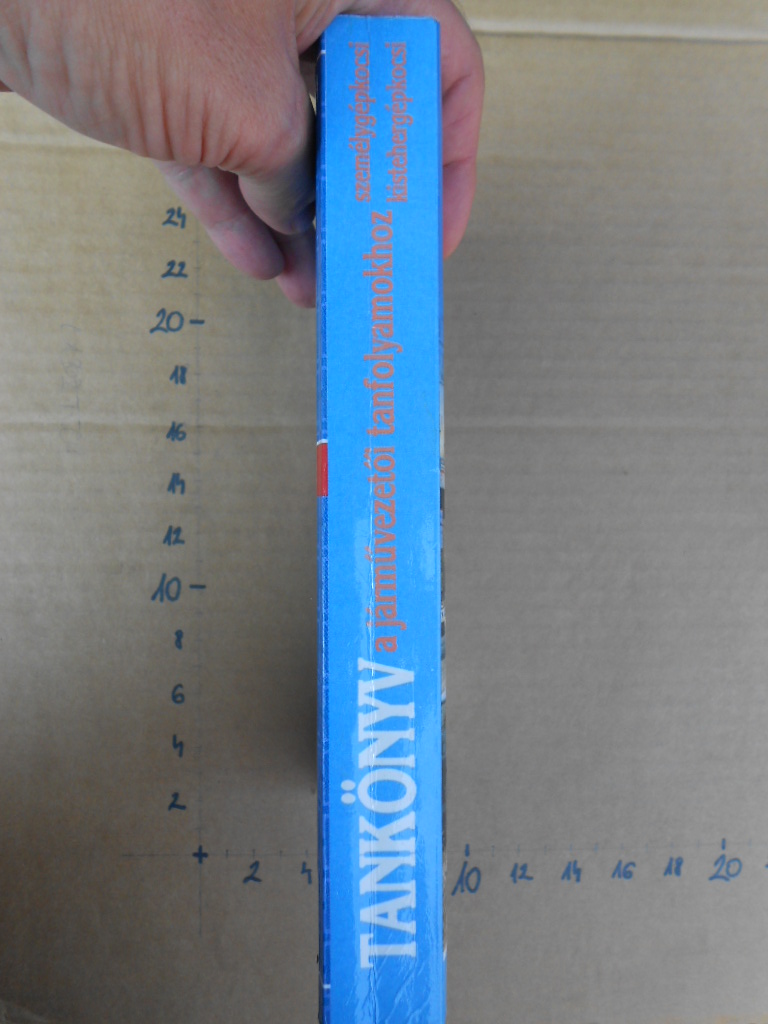 TANKÖNYV
a járművezetői tanfolyamokhoz
személygépkocsi
kistehergépkocsi
24
22
20
18
16
14
12
10
8
6
4
2
2 4 10 12 14 16 18 20